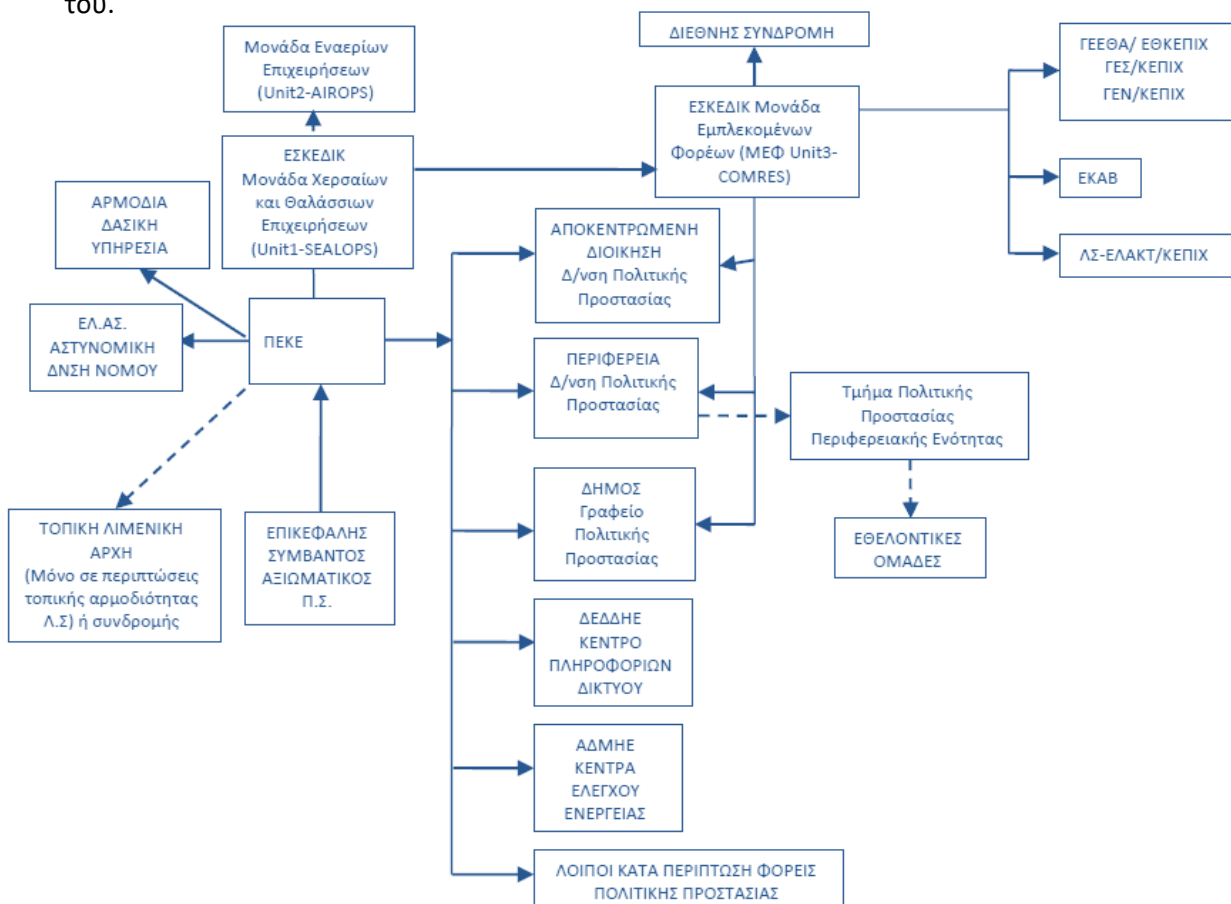 του.
ΔΙΕΘΝΗΣ ΣΥΝΔΡΟΜΗ
Μονάδα Εναερίων
Επιχειρήσεων
(Unit2-AIROPS)
ΓΕΕΘΑ/ ΕΘΚΕΠΙΧ
ΓΕΣ/ΚΕΠΙΧ
ΓΕΝ/ΚΕΠΙΧ
ΕΣΚΕΔΙΚ Μονάδα
Εμπλεκομένων
Φορέων (ΜΕΦ Unit3-
COMRES)
ΕΣΚΕΔΙΚ
Μονάδα Χερσαίων
και Θαλάσσιων
Επιχειρήσεων
(Unit1-SEALOPS)
ΕΚΑΒ
ΑΡΜΟΔΙΑ
ΔΑΣΙΚΗ
ΥΠΗΡΕΣΙΑ
ΑΠΟΚΕΝΤΡΩΜΕΝΗ
ΔΙΟΙΚΗΣΗ
Δ/νση Πολιτικής
Προστασίας
ΛΣ-ΕΛΑΚΤ/ΚΕΠΙΧ
ΕΛ.ΑΣ.
ΑΣΤΥΝΟΜΙΚΗ
ΔΝΣΗ ΝΟΜΟΥ
ΠΕΚΕ
ΠΕΡΙΦΕΡΕΙΑ
Δ/νση Πολιτικής
Προστασίας
Τμήμα Πολιτικής
Προστασίας
Περιφερειακής Ενότητας
ΤΟΠΙΚΗ ΛΙΜΕΝΙΚΗ
ΑΡΧΗ
(Μόνο σε περιπτώσεις
τοπικής αρμοδιότητας
Λ.Σ) ή συνδρομής
ΕΠΙΚΕΦΑΛΗΣ
ΣΥΜΒΑΝΤΟΣ
ΑΞΙΩΜΑΤΙΚΟΣ
Π.Σ.
ΔΗΜΟΣ
Γραφείο
Πολιτικής
Προστασίας
ΕΘΕΛΟΝΤΙΚΕΣ
ΟΜΑΔΕΣ
ΔΕΔΔΗΕ
ΚΕΝΤΡΟ
ΠΛΗΡΟΦΟΡΙΩΝ
ΔΙΚΤΥΟΥ
ΑΔΜΗΕ
ΚΕΝΤΡΑ
ΕΛΕΓΧΟΥ
ΕΝΕΡΓΕΙΑΣ
ΛΟΙΠΟΙ ΚΑΤΑ ΠΕΡΙΠΤΩΣΗ ΦΟΡΕΙΣ
ΠΟΛΙΤΙΚΗΣ ΠΡΟΣΤΑΣΙΑΣ